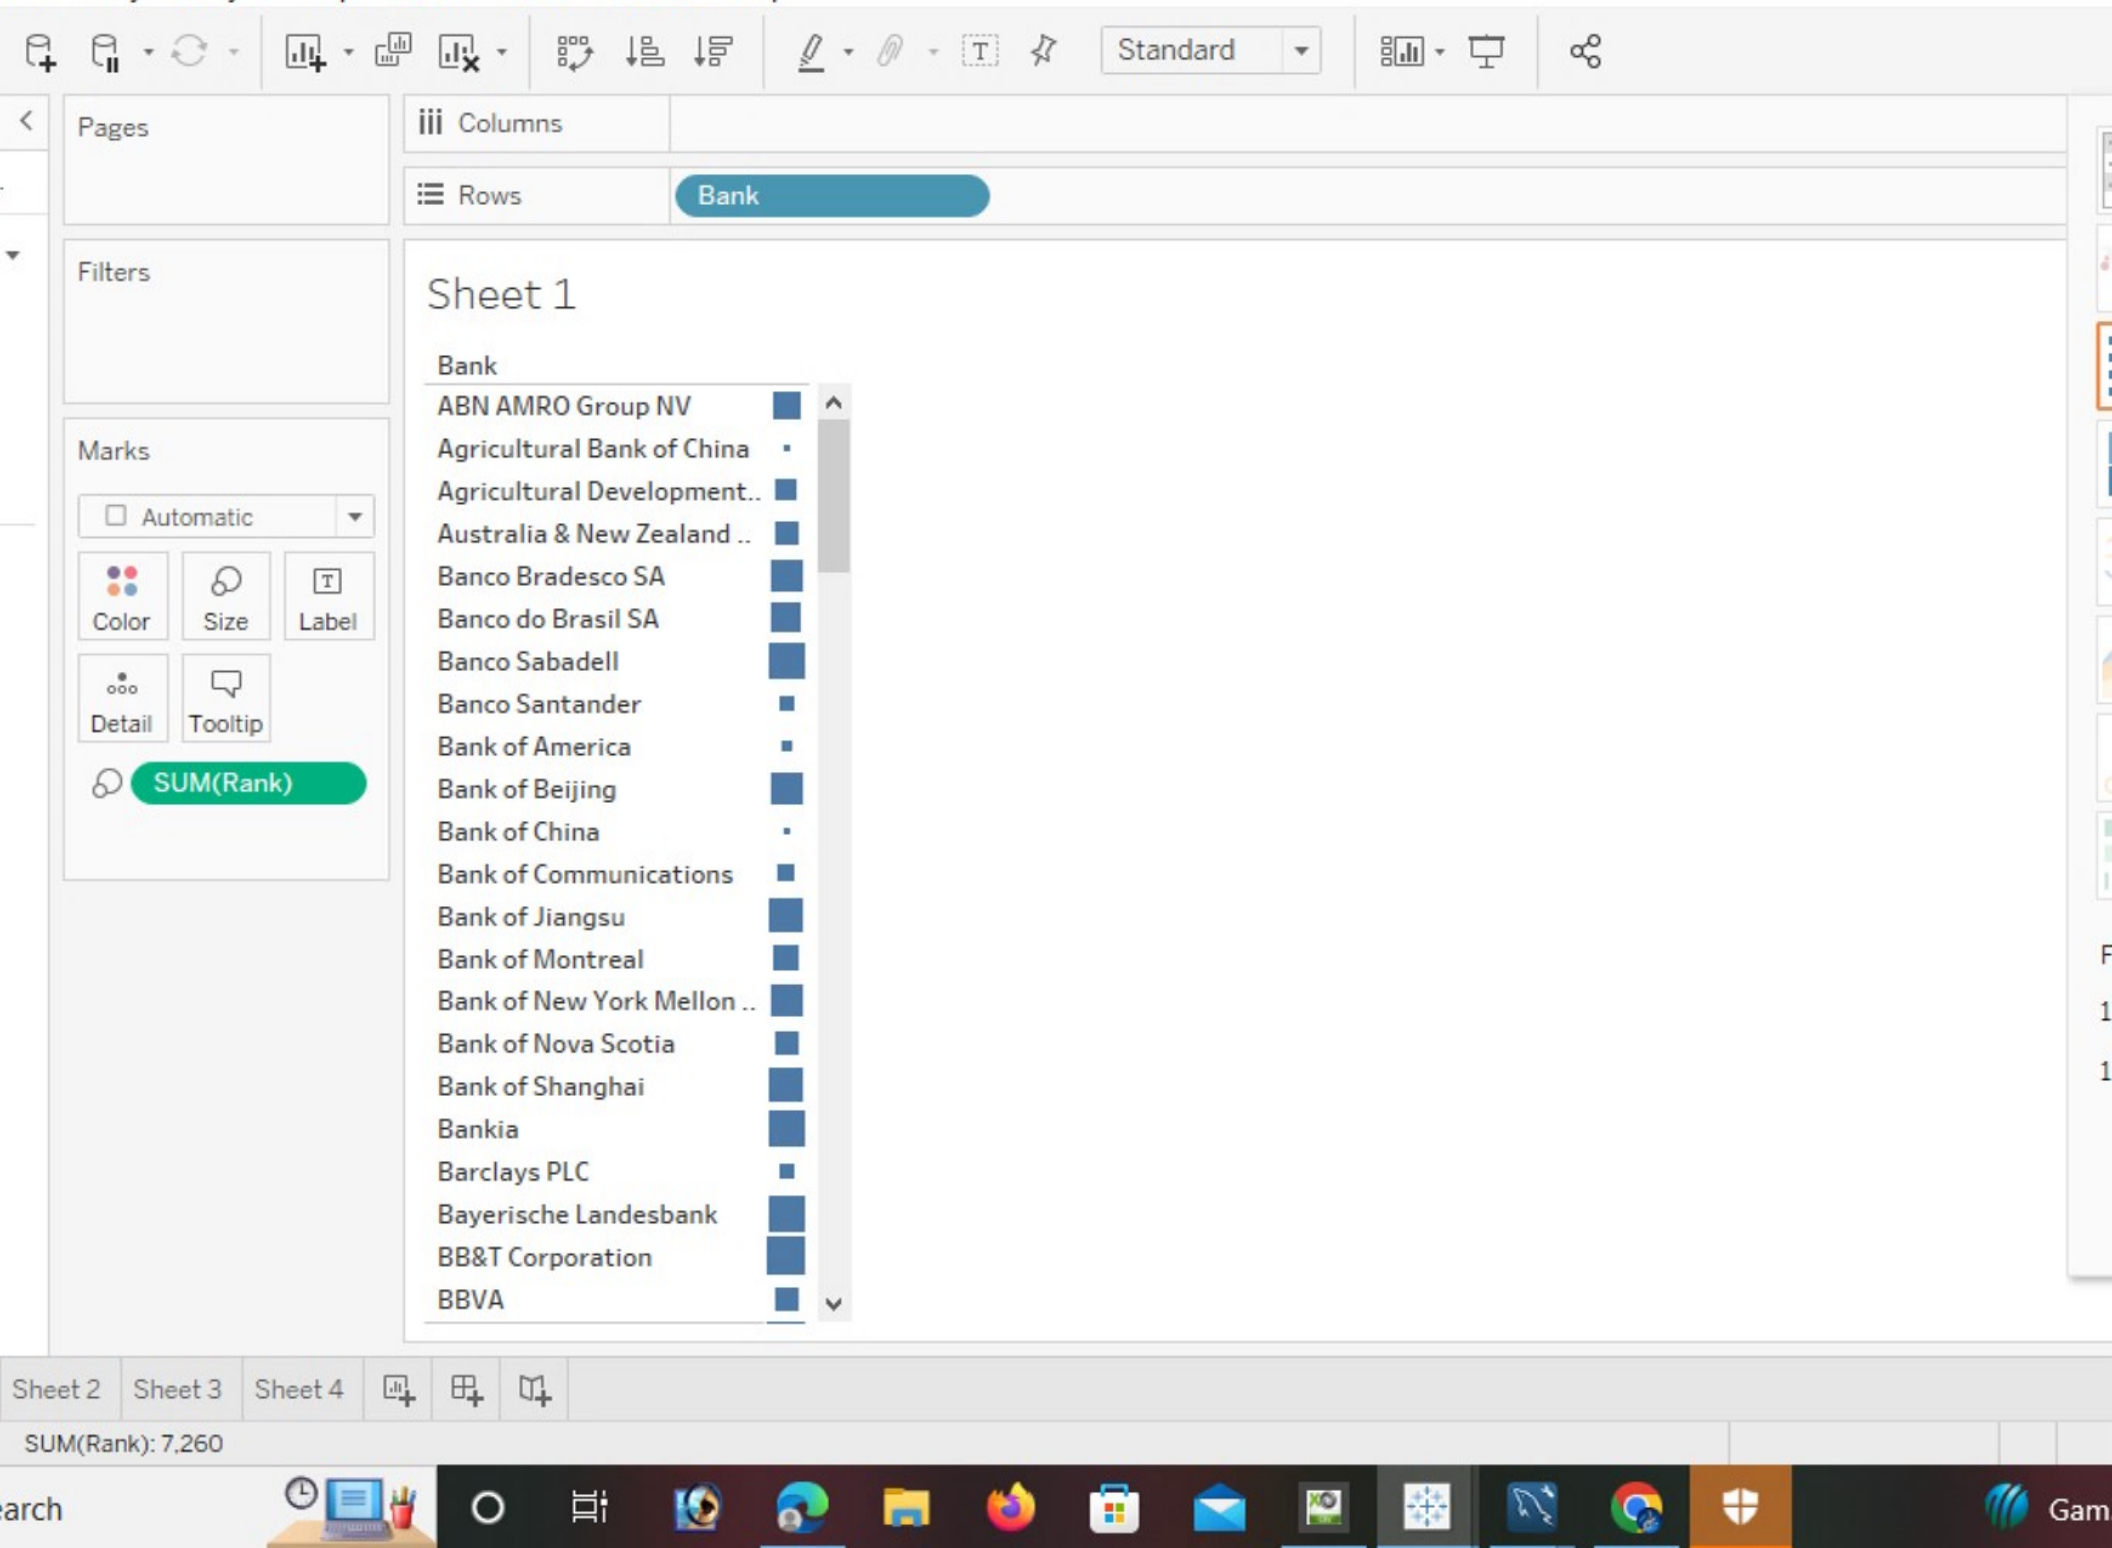 Standard
Pages
Columns
Rows
Bank
Filters
Sheet 1
Bank
ABN AMRO Group NV
Agricultural Bank of China
Agricultural Development..
Australia & New Zealand ..
Banco Bradesco SA
Banco do Brasil SA
Banco Sabadell
Banco Santander
Bank of America
Bank of Beijing
Bank of China
Bank of Communications
Bank of Jiangsu
Bank of Montreal
Bank of New York Mellon ..
Bank of Nova Scotia
Bank of Shanghai
Bankia
Barclays PLC
Bayerische Landesbank
BB&T Corporation
BBVA
Marks
Automatic
Color
Size
Label
Detail
Tooltip
SUM(Rank)
F
1
1
Sheet 2
Sheet 3
Sheet 4
SUM(Rank): 7,260
earch
Gam